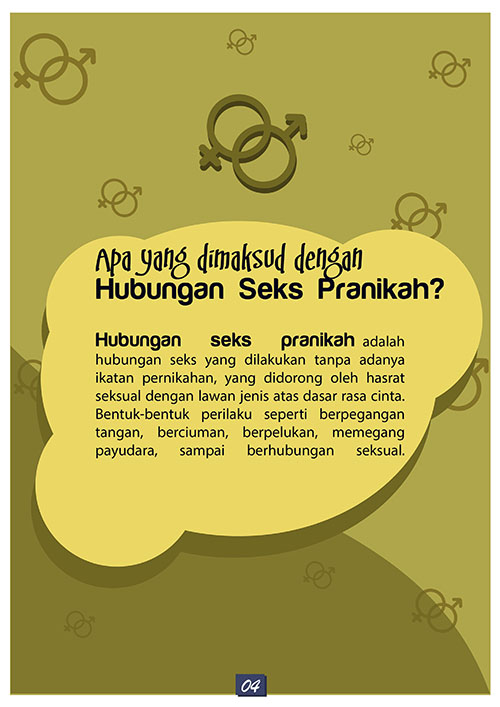 Apa yang dimaksud dengan
Hubungan Seks Pranikah?
Hubungan seks pranikah adalah
hubungan seks yang dilakukan tanpa adanya
ikatan pernikahan, yang didorong oleh hasrat
seksual dengan lawan jenis atas dasar rasa cinta.
Bentuk-bentuk perilaku seperti berpegangan
tangan, berciuman, berpelukan, memegang
payudara, sampai berhubungan seksual.
04